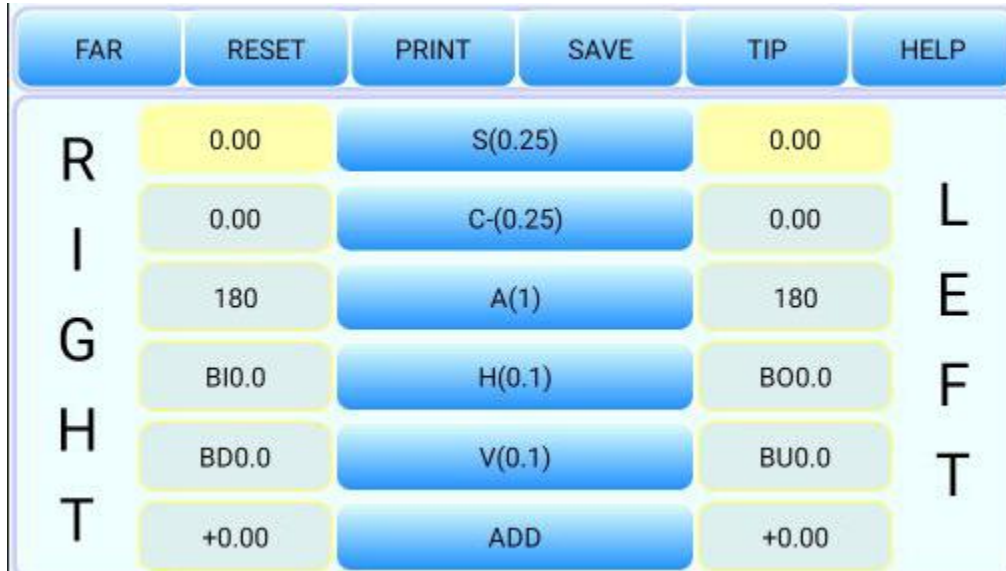 FAR RESET PRINT SAVE TIP HELP
RIGHT
0.00 S(0.25) 0.00
0.00 C-(0.25) 0.00
180 A(1) 180
BI0.0 H(0.1) BO0.0
BD0.0 V(0.1) BU0.0
+0.00 ADD +0.00
LEFT